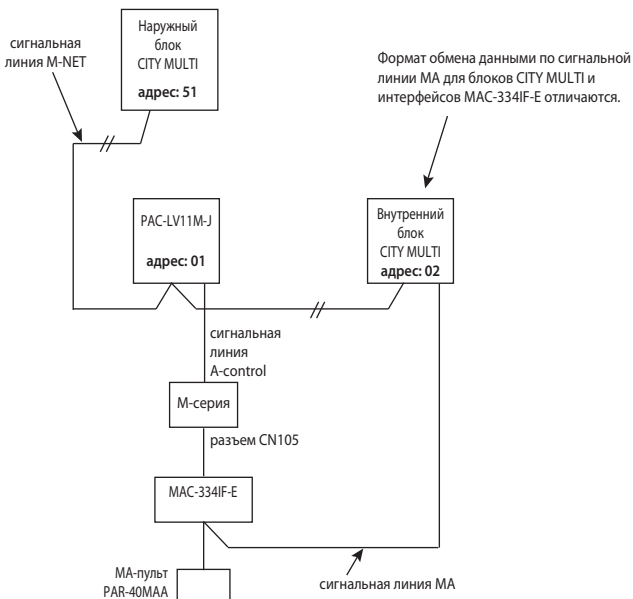 Наружный
блок
CITY MULTI
адрес: 51
сигнальная
линия M-NET
Формат обмена данными по сигнальной
линии MA для блоков CITY MULTI и
интерфейсов MAC-334IF-E отличаются.
PAC-LV11M-J
адрес: 01
Внутренний
блок
CITY MULTI
адрес: 02
сигнальная
линия
A-control
М-серия
разъем CN105
MAC-334IF-E
MA-пульт
PAR-40MAA
сигнальная линия MA